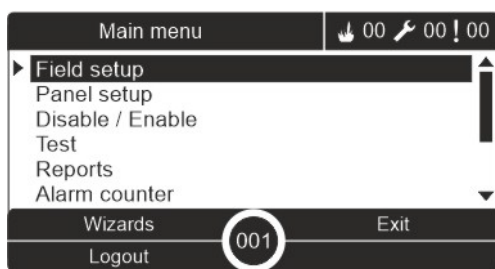 Main menu 00 00 ! 00
Field setup
Panel setup
Disable / Enable
Test
Reports
Alarm counter
Wizards Exit
001
Logout